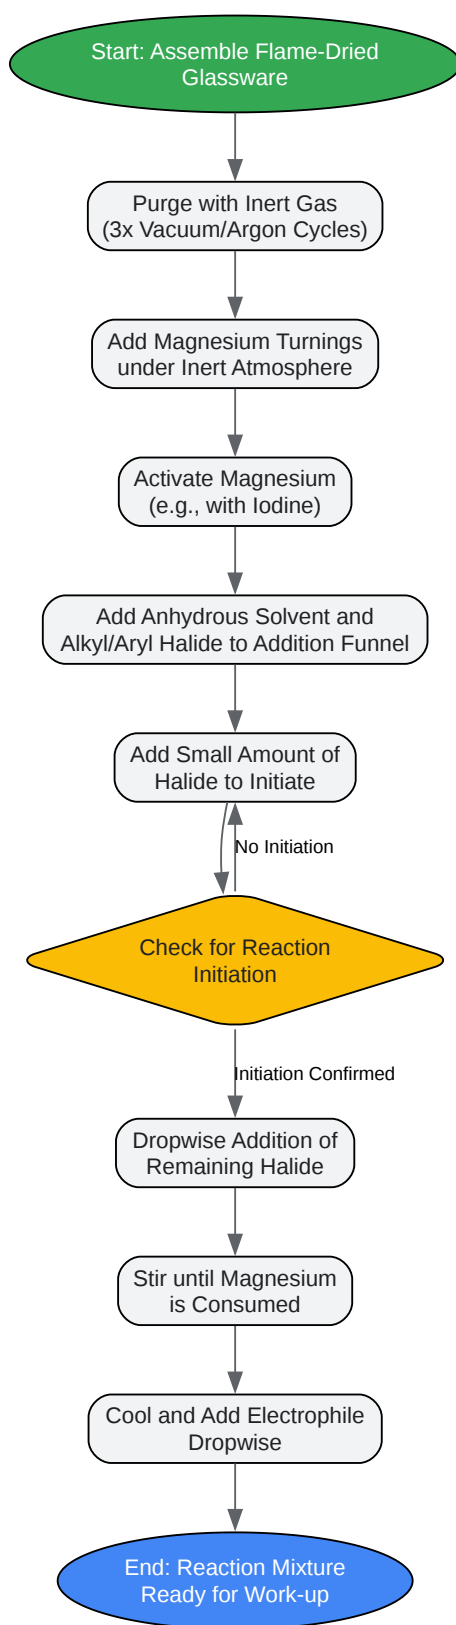 Start: Assemble Flame-Dried
Glassware
Purge with Inert Gas
(3x Vacuum/Argon Cycles)
Add Magnesium Turnings
under Inert Atmosphere
Activate Magnesium
(e.g., with Iodine)
Add Anhydrous Solvent and
Alkyl/Aryl Halide to Addition Funnel
Add Small Amount of
Halide to Initiate
No Initiation
Check for Reaction
Initiation
Initiation Confirmed
Dropwise Addition of
Remaining Halide
Stir until Magnesium
is Consumed
Cool and Add Electrophile
Dropwise
End: Reaction Mixture
Ready for Work-up